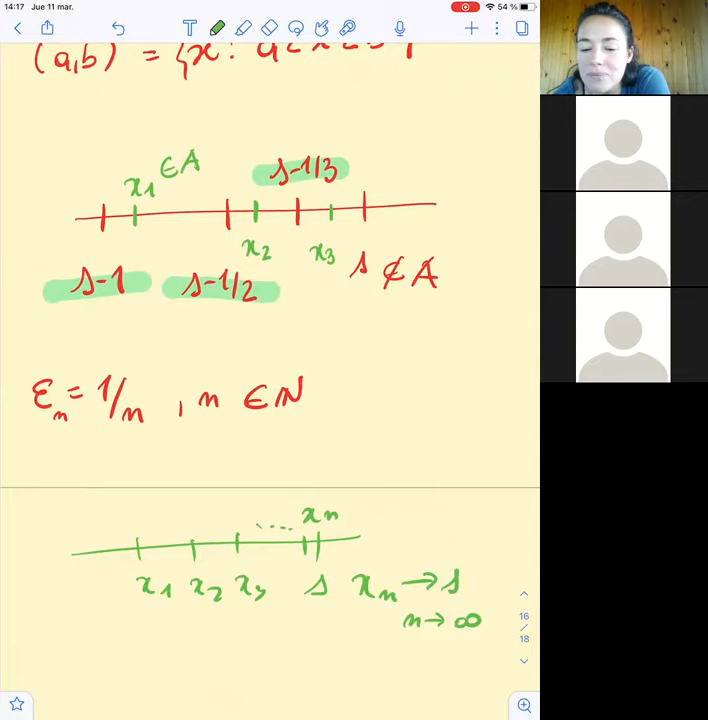 14:17 Jue 11 mar.
54 %
(a,b) = {x:
x1 ∈A
s-1/3
x2
x3
s ∉ A
s-1
s-1/2
εn = 1/n , n ∈ N
.... xn
x1 x2 x3 s xn → s
n → ∞
16
/
18